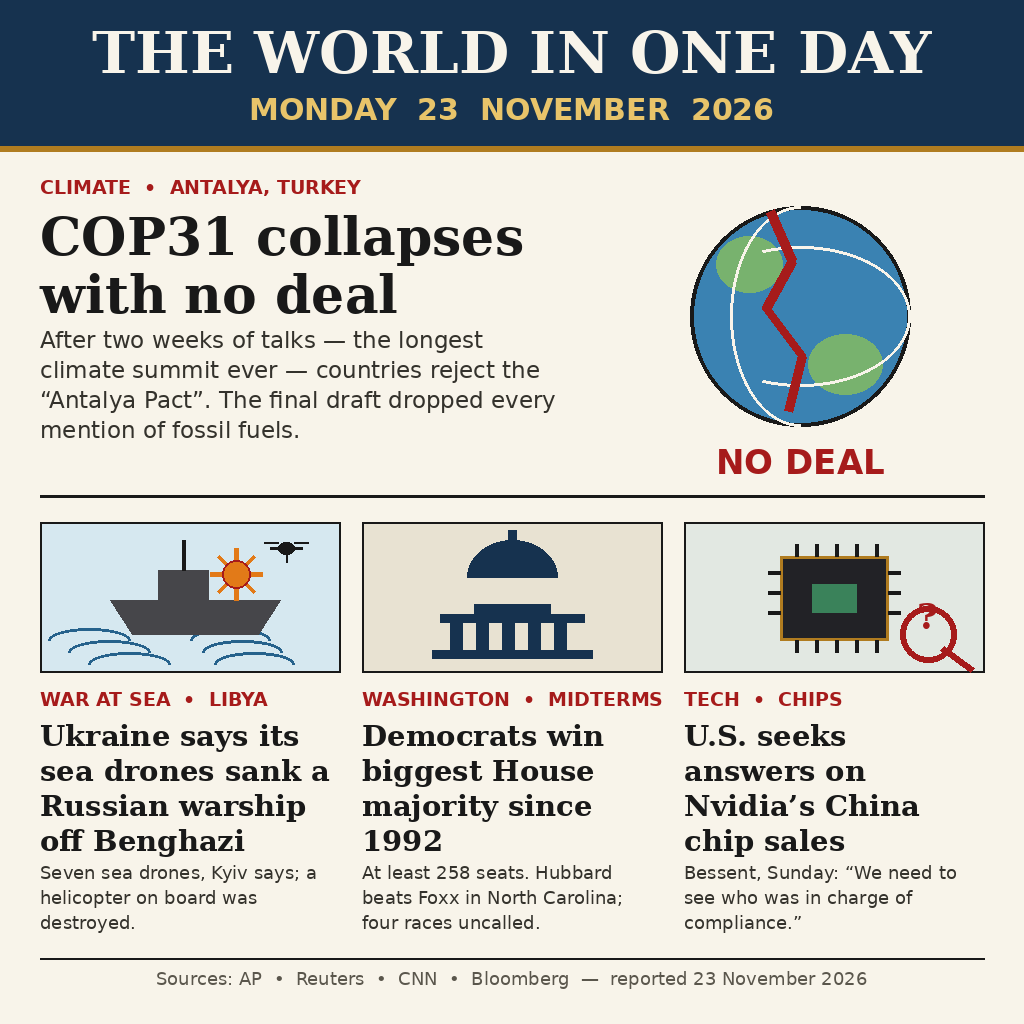 THE WORLD IN ONE DAY
MONDAY 23 NOVEMBER 2026
CLIMATE • ANTALYA, TURKEY
COP31 collapses
with no deal
After two weeks of talks — the longest
climate summit ever — countries reject the
“Antalya Pact”. The final draft dropped every
mention of fossil fuels.
NO DEAL
?
WAR AT SEA • LIBYA
Ukraine says its
sea drones sank a
Russian warship
off Benghazi
Seven sea drones, Kyiv says; a
helicopter on board was
destroyed.
WASHINGTON • MIDTERMS
Democrats win
biggest House
majority since
1992
At least 258 seats. Hubbard
beats Foxx in North Carolina;
four races uncalled.
TECH • CHIPS
U.S. seeks
answers on
Nvidia’s China
chip sales
Bessent, Sunday: “We need to
see who was in charge of
compliance.”
Sources: AP • Reuters • CNN • Bloomberg — reported 23 November 2026